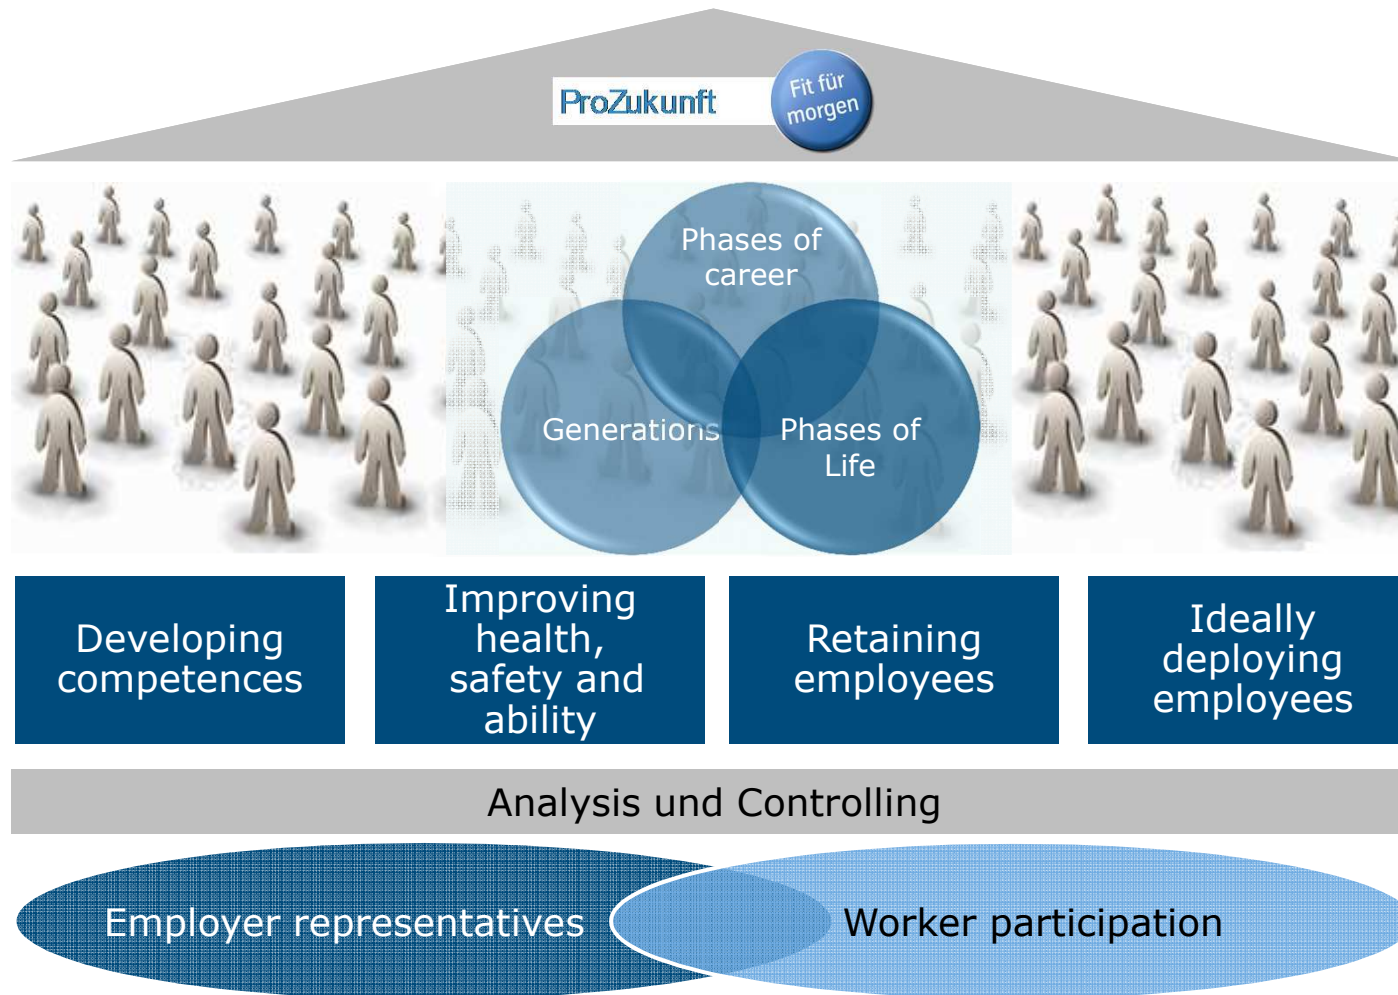 ProZukunft
Fit für
morgen
Phases of
career
Generations
Phases of
Life
Developing
competences
Improving
health,
safety and
ability
Retaining
employees
Ideally
deploying
employees
Analysis und Controlling
Employer representatives
Worker participation